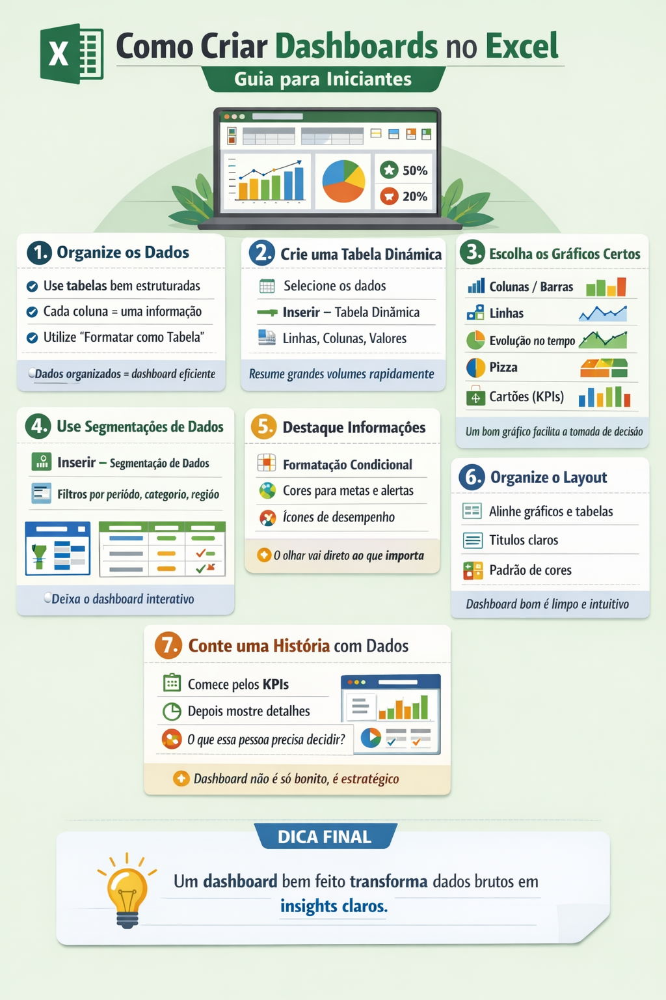 X
Como Criar Dashboards no Excel
Guia para Iniciantes
50%
20%
1. Organize os Dados
Use tabelas bem estruturadas
Cada coluna = uma informação
Utilize “Formatar como Tabela”
Dados organizados = dashboard eficiente
2. Crie uma Tabela Dinámica
Selecione os dados
Inserir – Tabela Dinãmica
Linhas, Colunas, Valores
Resume grandes volumes rapidamente
3. Escolha os Gráficos Certos
Colunas / Barras
Linhas
Evolução no tempo
Pizza
Cartões (KPIs)
Um bom gráfico facilita a tomada de decisáo
4. Use Segmentações de Dados
Inserir – Segmentação de Dados
Filtros por periódo, categorio, regióo
Deixa o dashboard interativo
5. Destaque Informações
Formatação Condicional
Cores para metas e alertas
Ícones de desempenho
O olhar vai direto ao que importa
6. Organize o Layout
Alinhe gráficos e tabelas
Titulos claros
Padrão de cores
Dashboard bom é limpo e intuitivo
7. Conte uma História com Dados
Comece pelos KPIs
Depois mostre detalhes
O que essa pessoa precisa decidir?
Dashboard não é só bonito, é estratégico
DICA FINAL
Um dashboard bem feito transforma dados brutos em
insights claros.